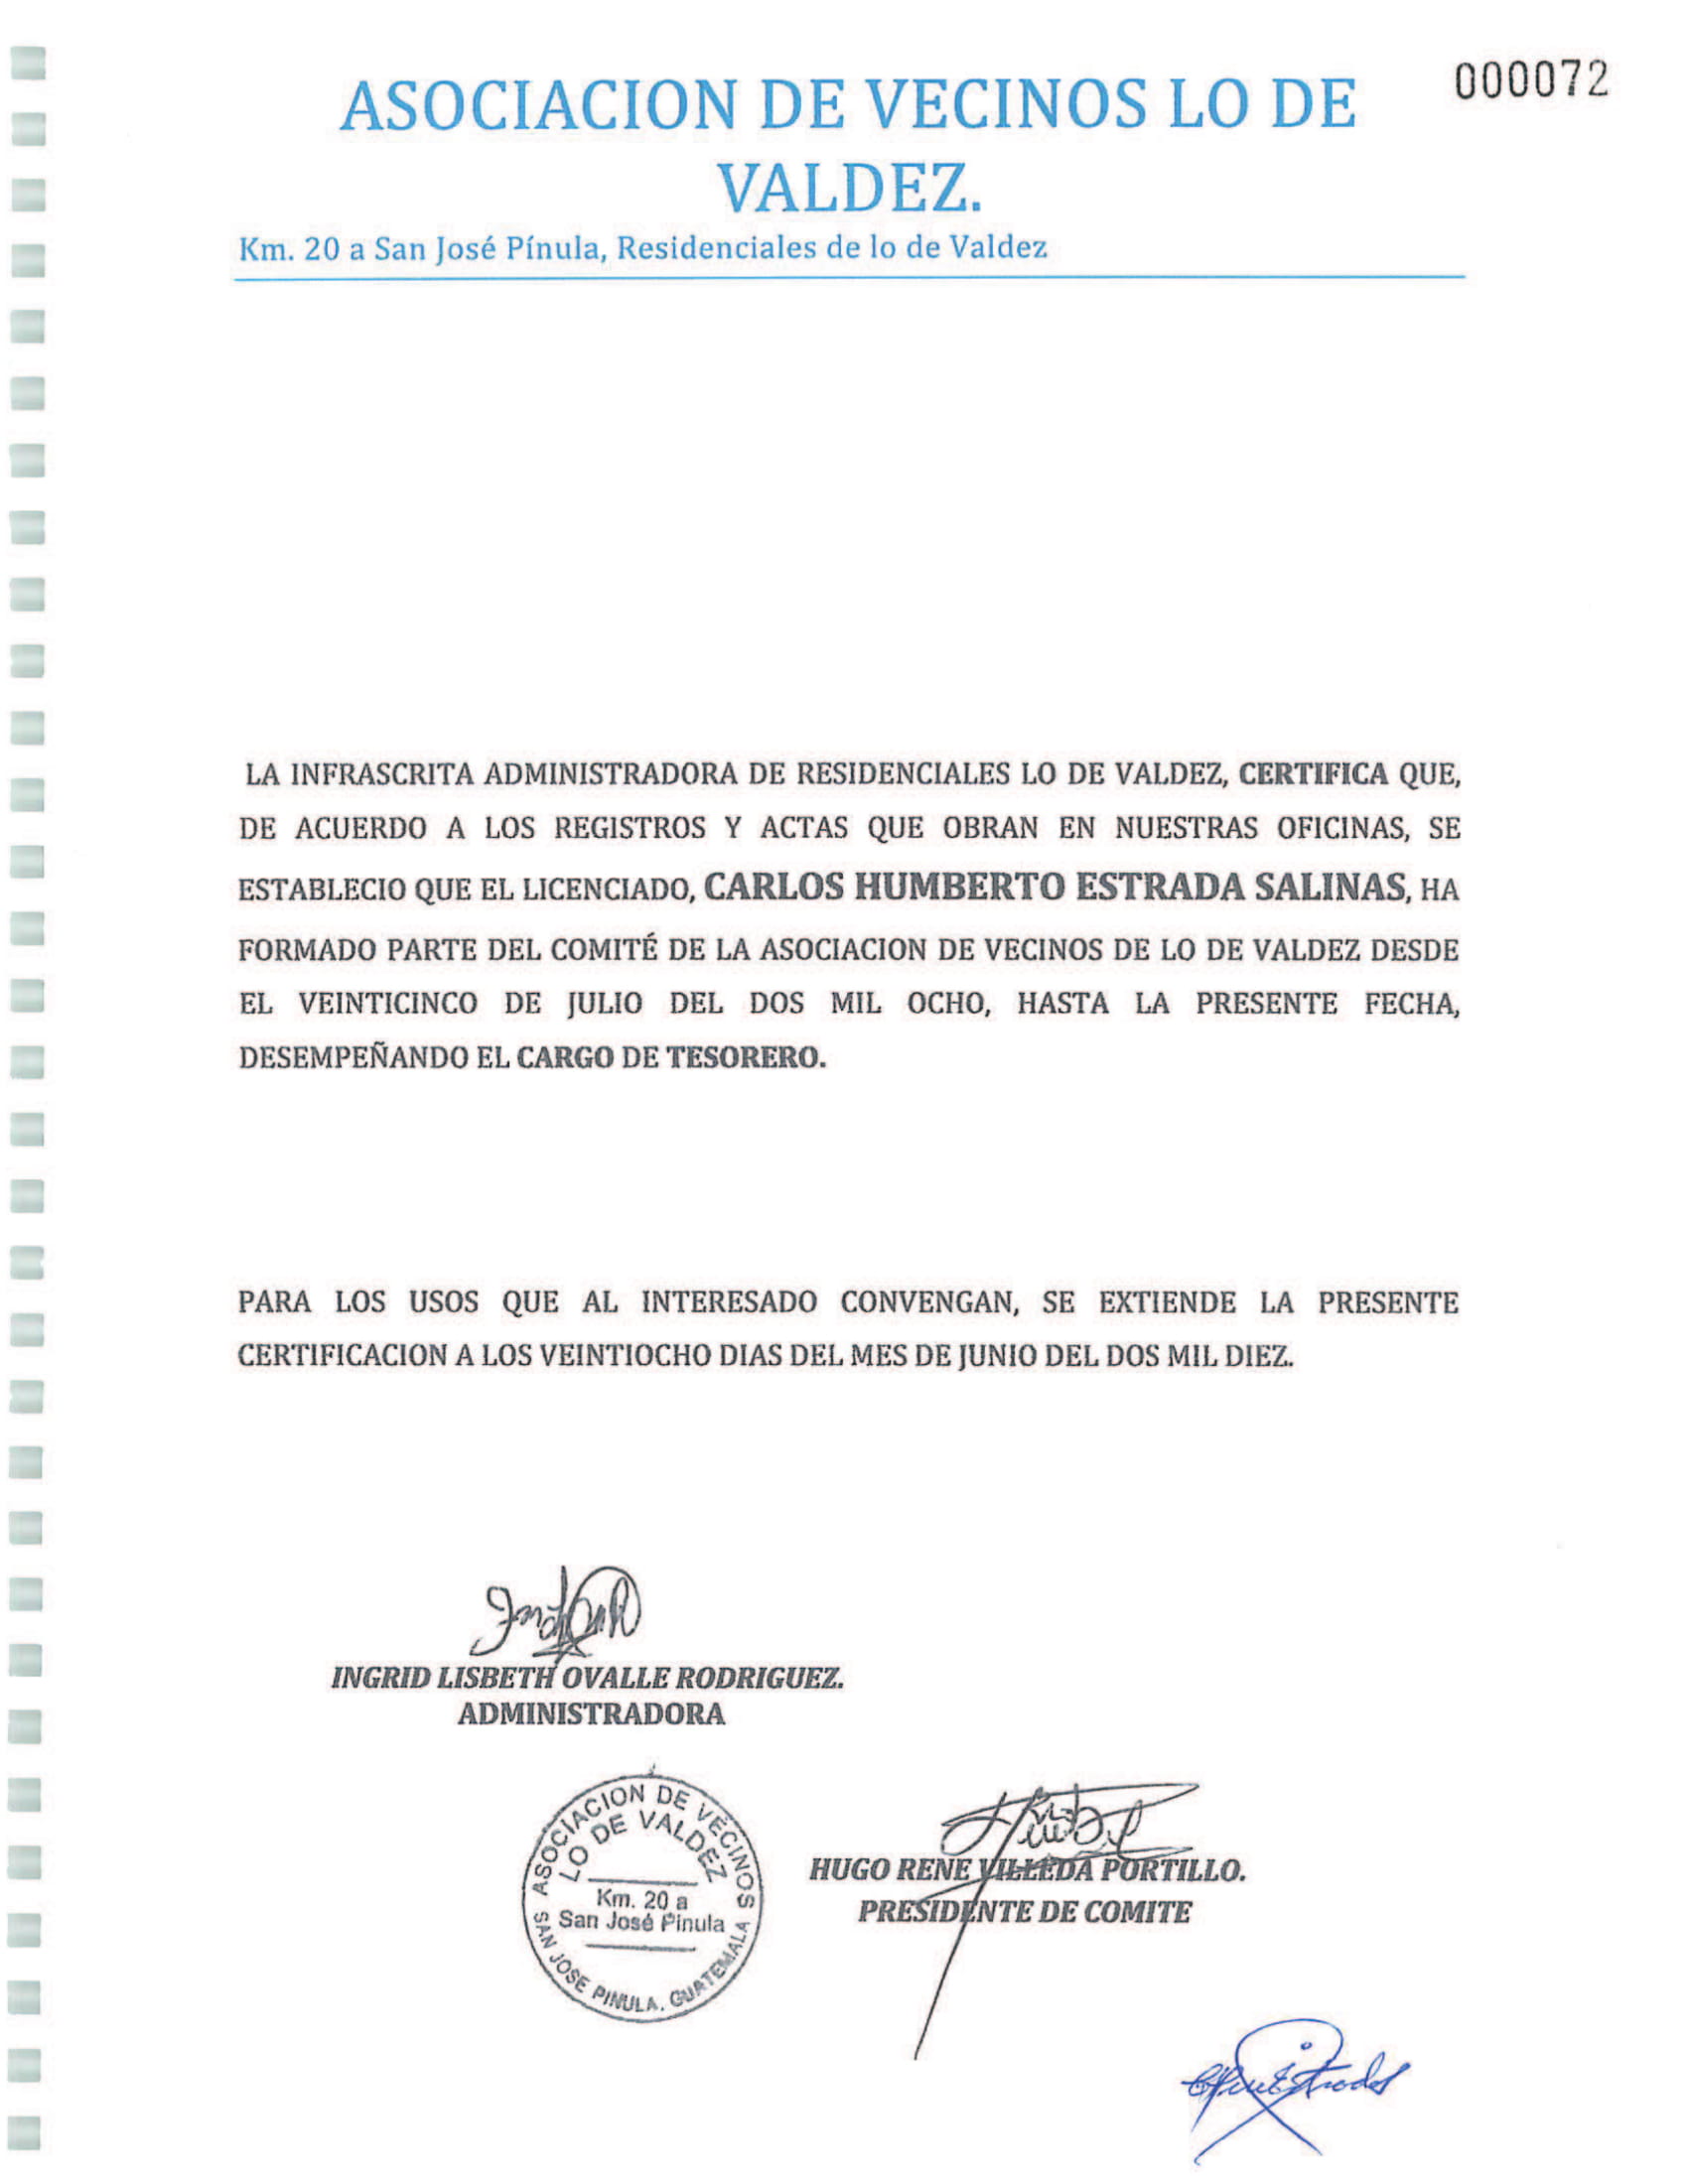 000072
ASOCIACION DE VECINOS LO DE
VALDEZ.
Km. 20 a San José Pínula, Residenciales de lo de Valdez
LA INFRASCRITA ADMINISTRADORA DE RESIDENCIALES LO DE VALDEZ, CERTIFICA QUE,
DE ACUERDO A LOS REGISTROS Y ACTAS QUE OBRAN EN NUESTRAS OFICINAS, SE
ESTABLECIO QUE EL LICENCIADO, CARLOS HUMBERTO ESTRADA SALINAS, HA
FORMADO PARTE DEL COMITÉ DE LA ASOCIACION DE VECINOS DE LO DE VALDEZ DESDE
EL VEINTICINCO DE JULIO DEL DOS MIL OCHO, HASTA LA PRESENTE FECHA,
DESEMPEÑANDO EL CARGO DE TESORERO.
PARA LOS USOS QUE AL INTERESADO CONVENGAN, SE EXTIENDE LA PRESENTE
CERTIFICACION A LOS VEINTIOCHO DIAS DEL MES DE JUNIO DEL DOS MIL DIEZ.
INGRID LISBETH OVALLE RODRIGUEZ.
ADMINISTRADORA
ASOCIACION DE VECINOS
LO DE VALDEZ
Km. 20 a
San José Pinula
SAN JOSE PINULA, GUATEMALA
HUGO RENE VILLEDA PORTILLO.
PRESIDENTE DE COMITE